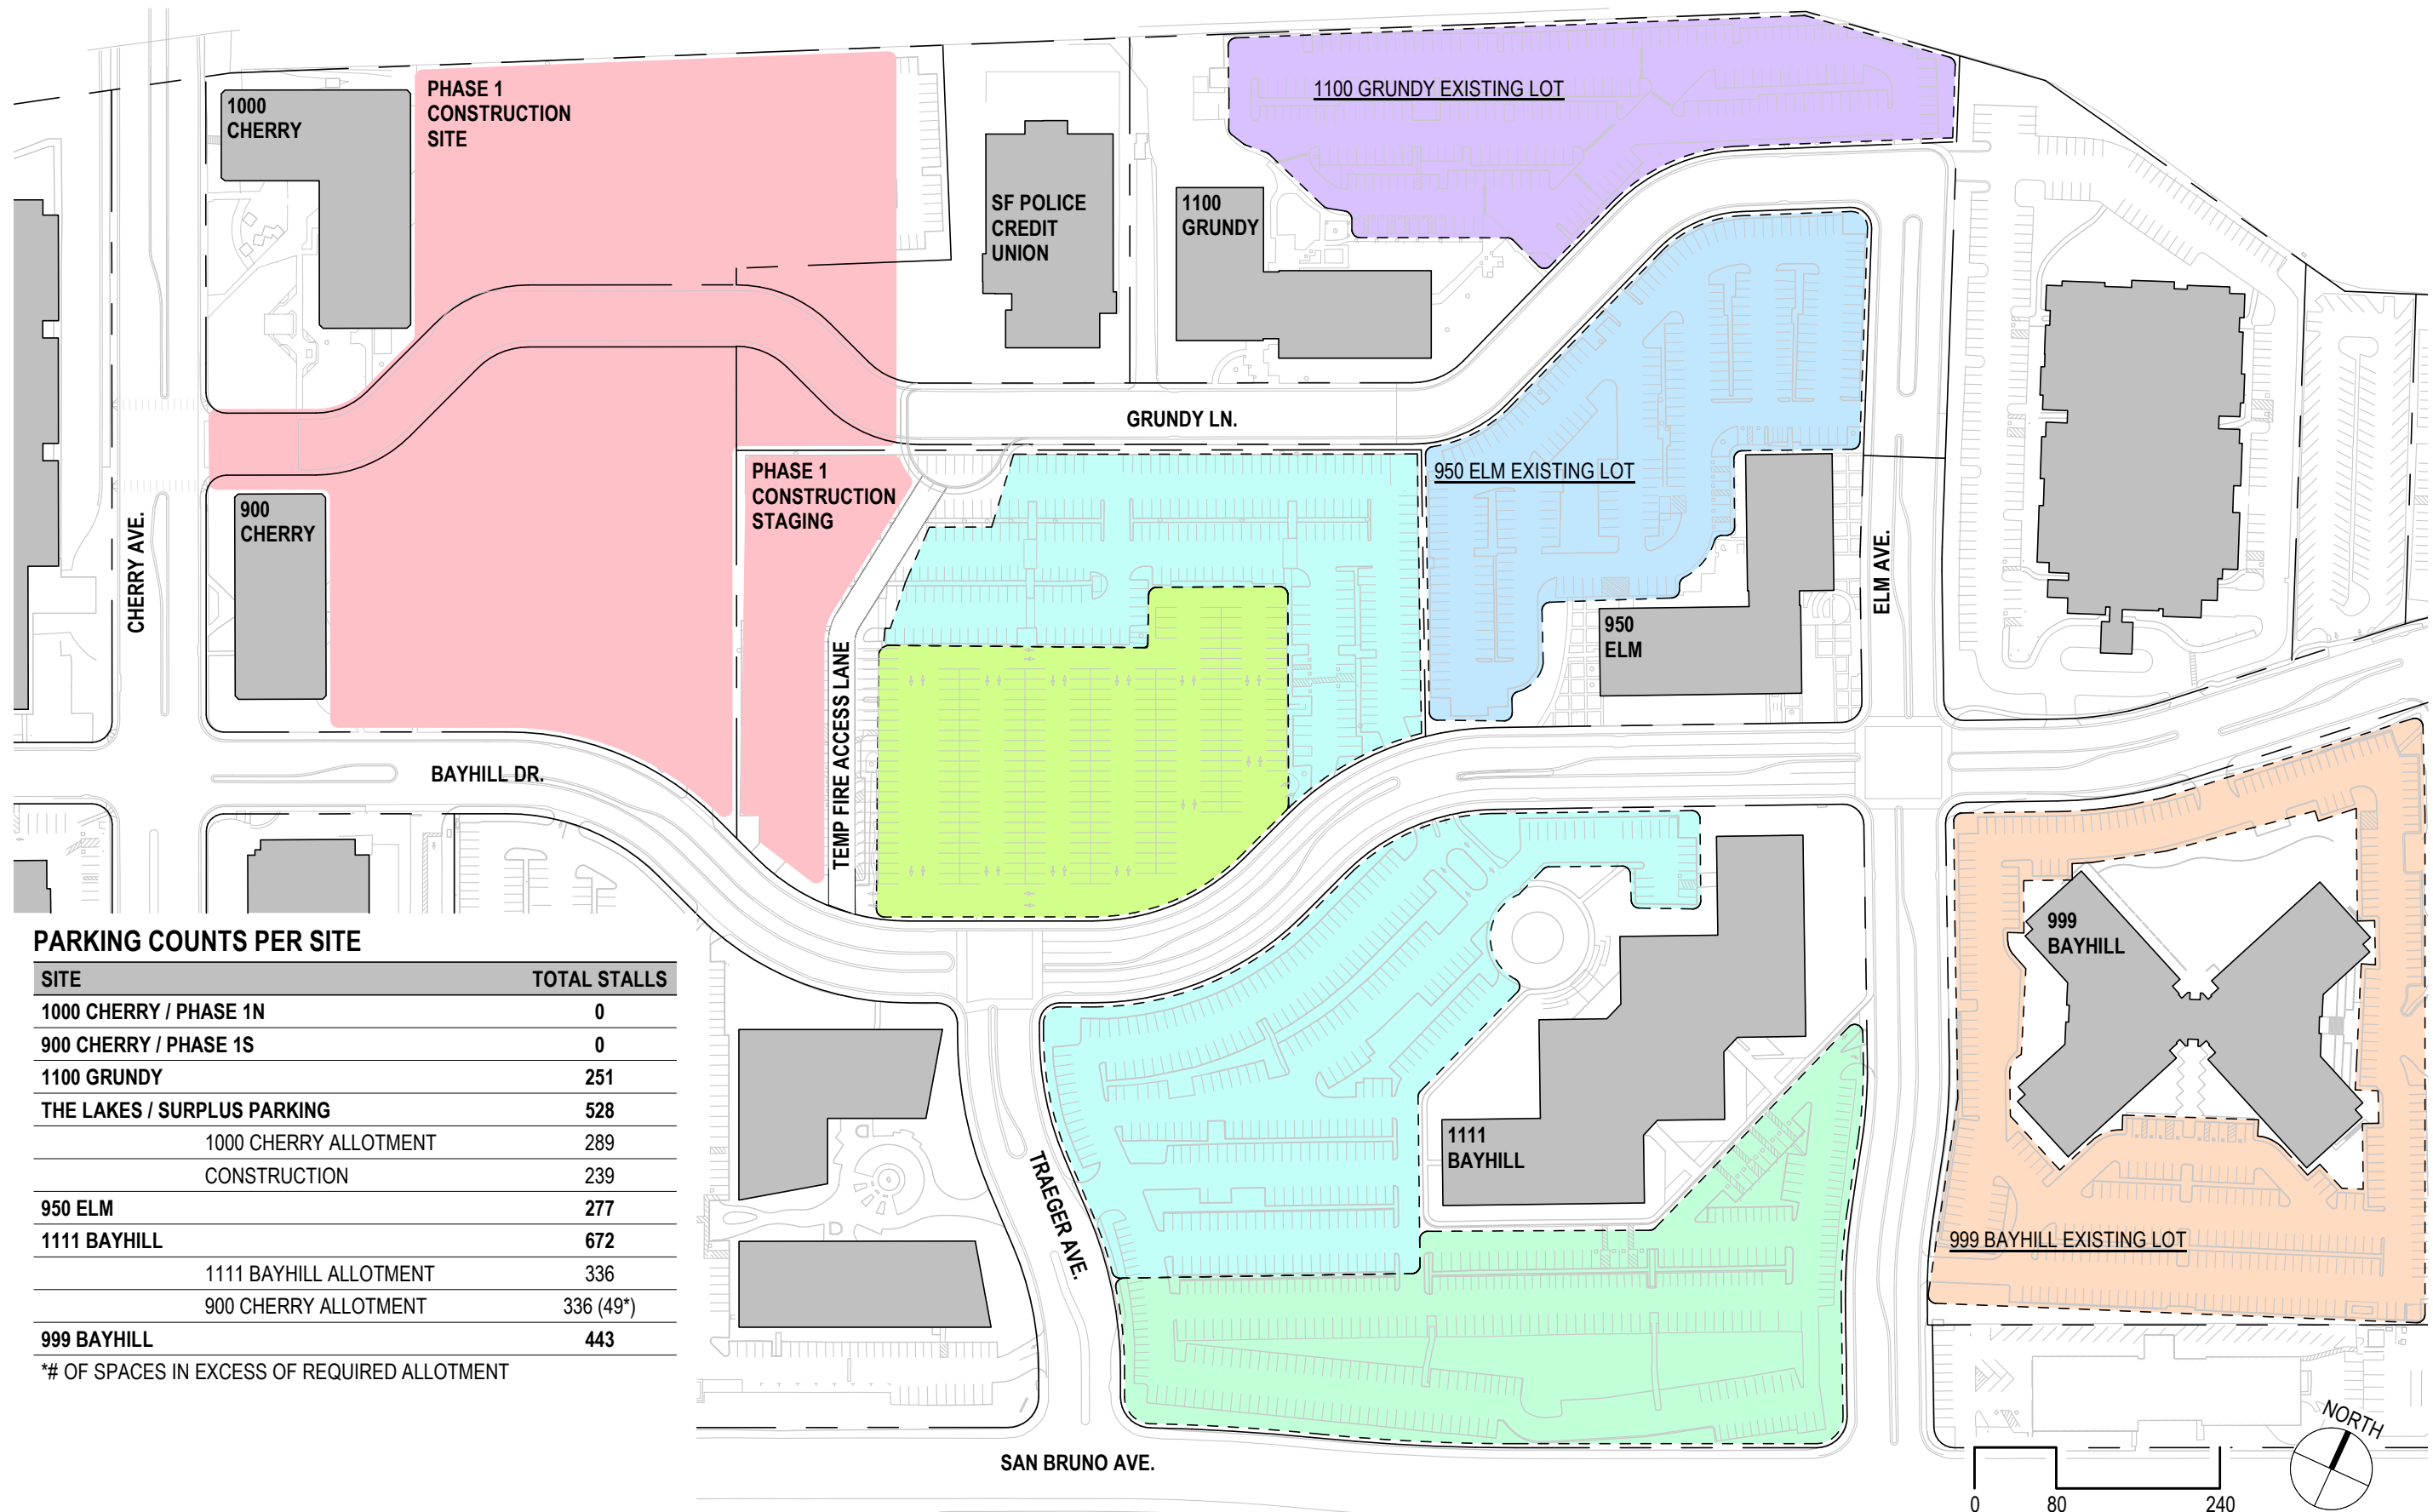 1000
CHERRY
PHASE 1
CONSTRUCTION
SITE
1100 GRUNDY EXISTING LOT
SF POLICE
CREDIT
UNION
1100
GRUNDY
GRUNDY LN.
950 ELM EXISTING LOT
PHASE 1
CONSTRUCTION
STAGING
900
CHERRY
CHERRY AVE.
ELM AVE.
950
ELM
TEMP FIRE ACCESS LANE
BAYHILL DR.
999
BAYHILL
1111
BAYHILL
TRAEGER AVE.
999 BAYHILL EXISTING LOT
SAN BRUNO AVE.
PARKING COUNTS PER SITE
SITE TOTAL STALLS
1000 CHERRY / PHASE 1N 0
900 CHERRY / PHASE 1S 0
1100 GRUNDY 251
THE LAKES / SURPLUS PARKING 528
1000 CHERRY ALLOTMENT 289
CONSTRUCTION 239
950 ELM 277
1111 BAYHILL 672
1111 BAYHILL ALLOTMENT 336
900 CHERRY ALLOTMENT 336 (49*)
999 BAYHILL 443
*# OF SPACES IN EXCESS OF REQUIRED ALLOTMENT
NORTH
0 80 240